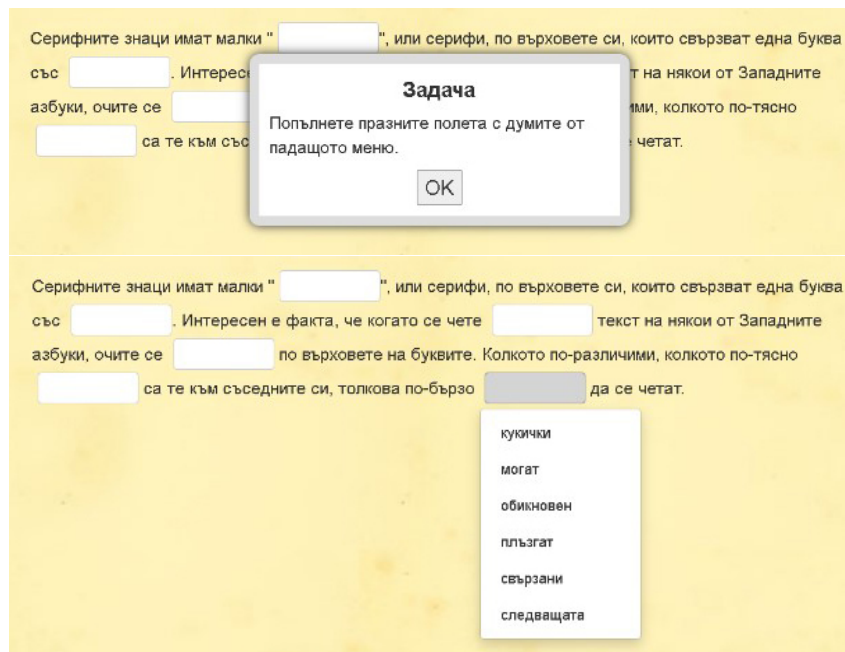 Серифните знаци имат малки " ", или серифи, по върховете си, които свързват една буква
със . Интересе т на някои от Западните
азбуки, очите се ими, колкото по-тясно
са те към със четат.
Задача
Попълнете празните полета с думите от
падащото меню.
OK
Серифните знаци имат малки " ", или серифи, по върховете си, които свързват една буква
със . Интересен е факта, че когато се чете текст на някои от Западните
азбуки, очите се по върховете на буквите. Колкото по-различими, колкото по-тясно
са те към съседните си, толкова по-бързо да се четат.
кукички
могат
обикновен
плъзгат
свързани
следващата